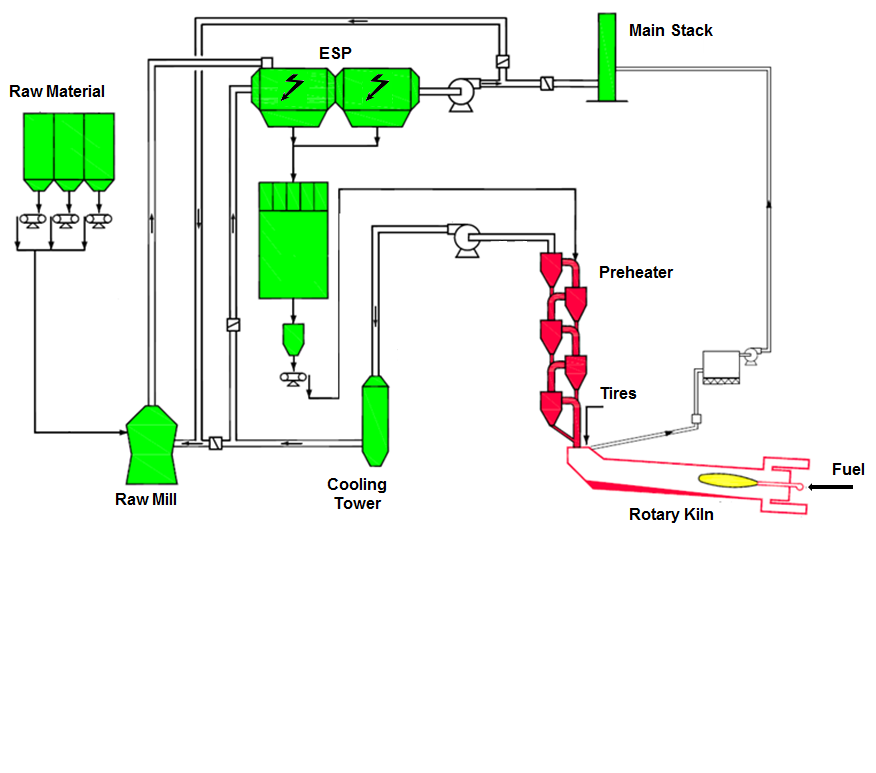 Main Stack
ESP
Raw Material
Preheater
Tires
Fuel
Cooling
Tower
Raw Mill
Rotary Kiln